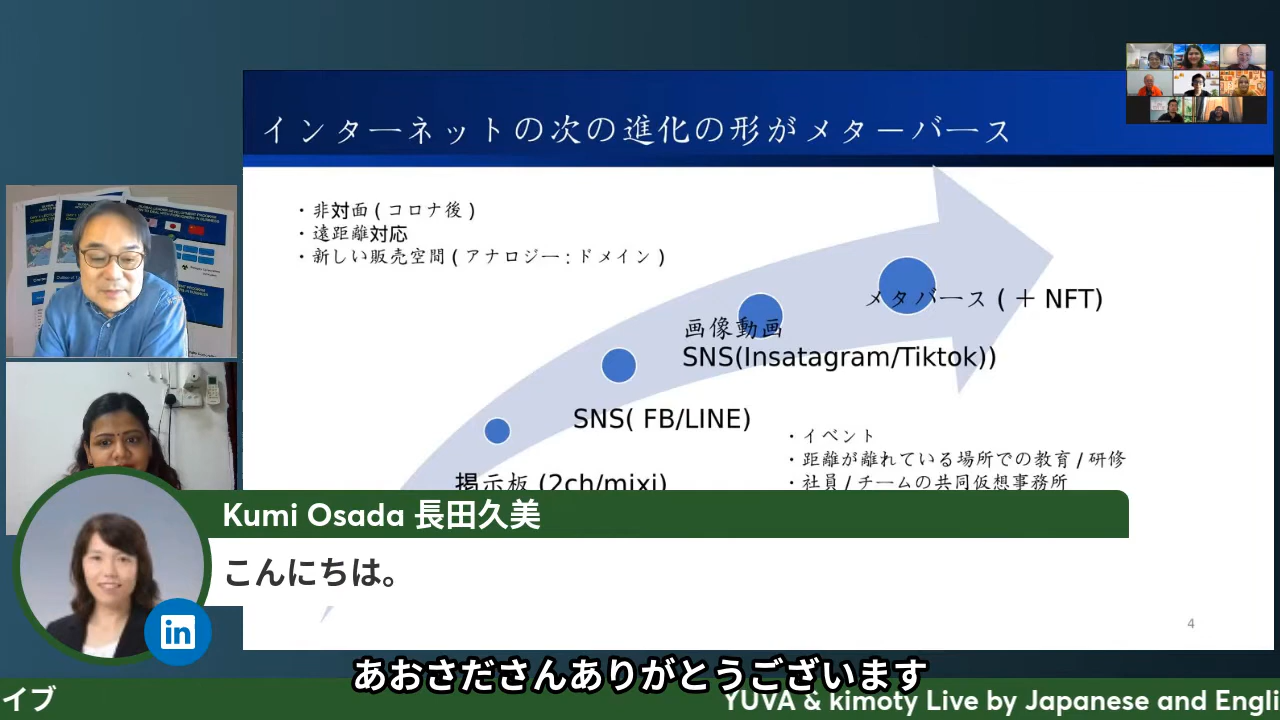 インターネットの次の進化の形がメターバース
・非対面 ( コロナ後 )
・遠距離対応
・新しい販売空間 ( アナロジー : ドメイン )
メタバース ( ＋ NFT)
画像動画
SNS(Insatagram/Tiktok))
SNS( FB/LINE)
掲示板 (2ch/mixi)
・イベント
・距離が離れている場所での教育 / 研修
・社員 / チームの共同仮想事務所
Kumi Osada 長田久美
こんにちは。
in
4
あおさださんありがとうございます
イブ
YUVA & kimoty Live by Japanese and Engli